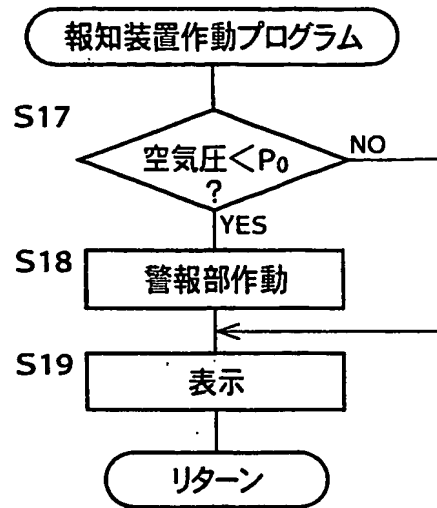 報知装置作動プログラム
S17
空気圧<P₀
?
NO
YES
S18
警報部作動
S19
表示
リターン